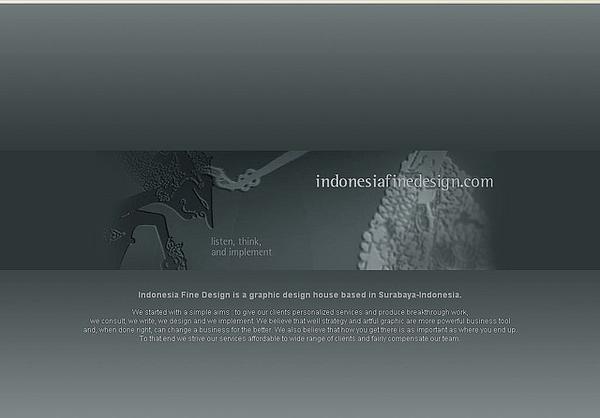 indonesiafinedesign.com
listen, think,
and implement
Indonesia Fine Design is a graphic design house based in Surabaya-Indonesia.
We started with a simple aims : to give our clients personalized services and produce breakthrough work,
we consult, we write, we design and we implement. We believe that well strategy and artful graphic are more powerful business tool
and, when done right, can change a business for the better. We also believe that how you get there is as important as where you end up.
To that end we strive our services affordable to wide range of clients and fairly compensate our team.